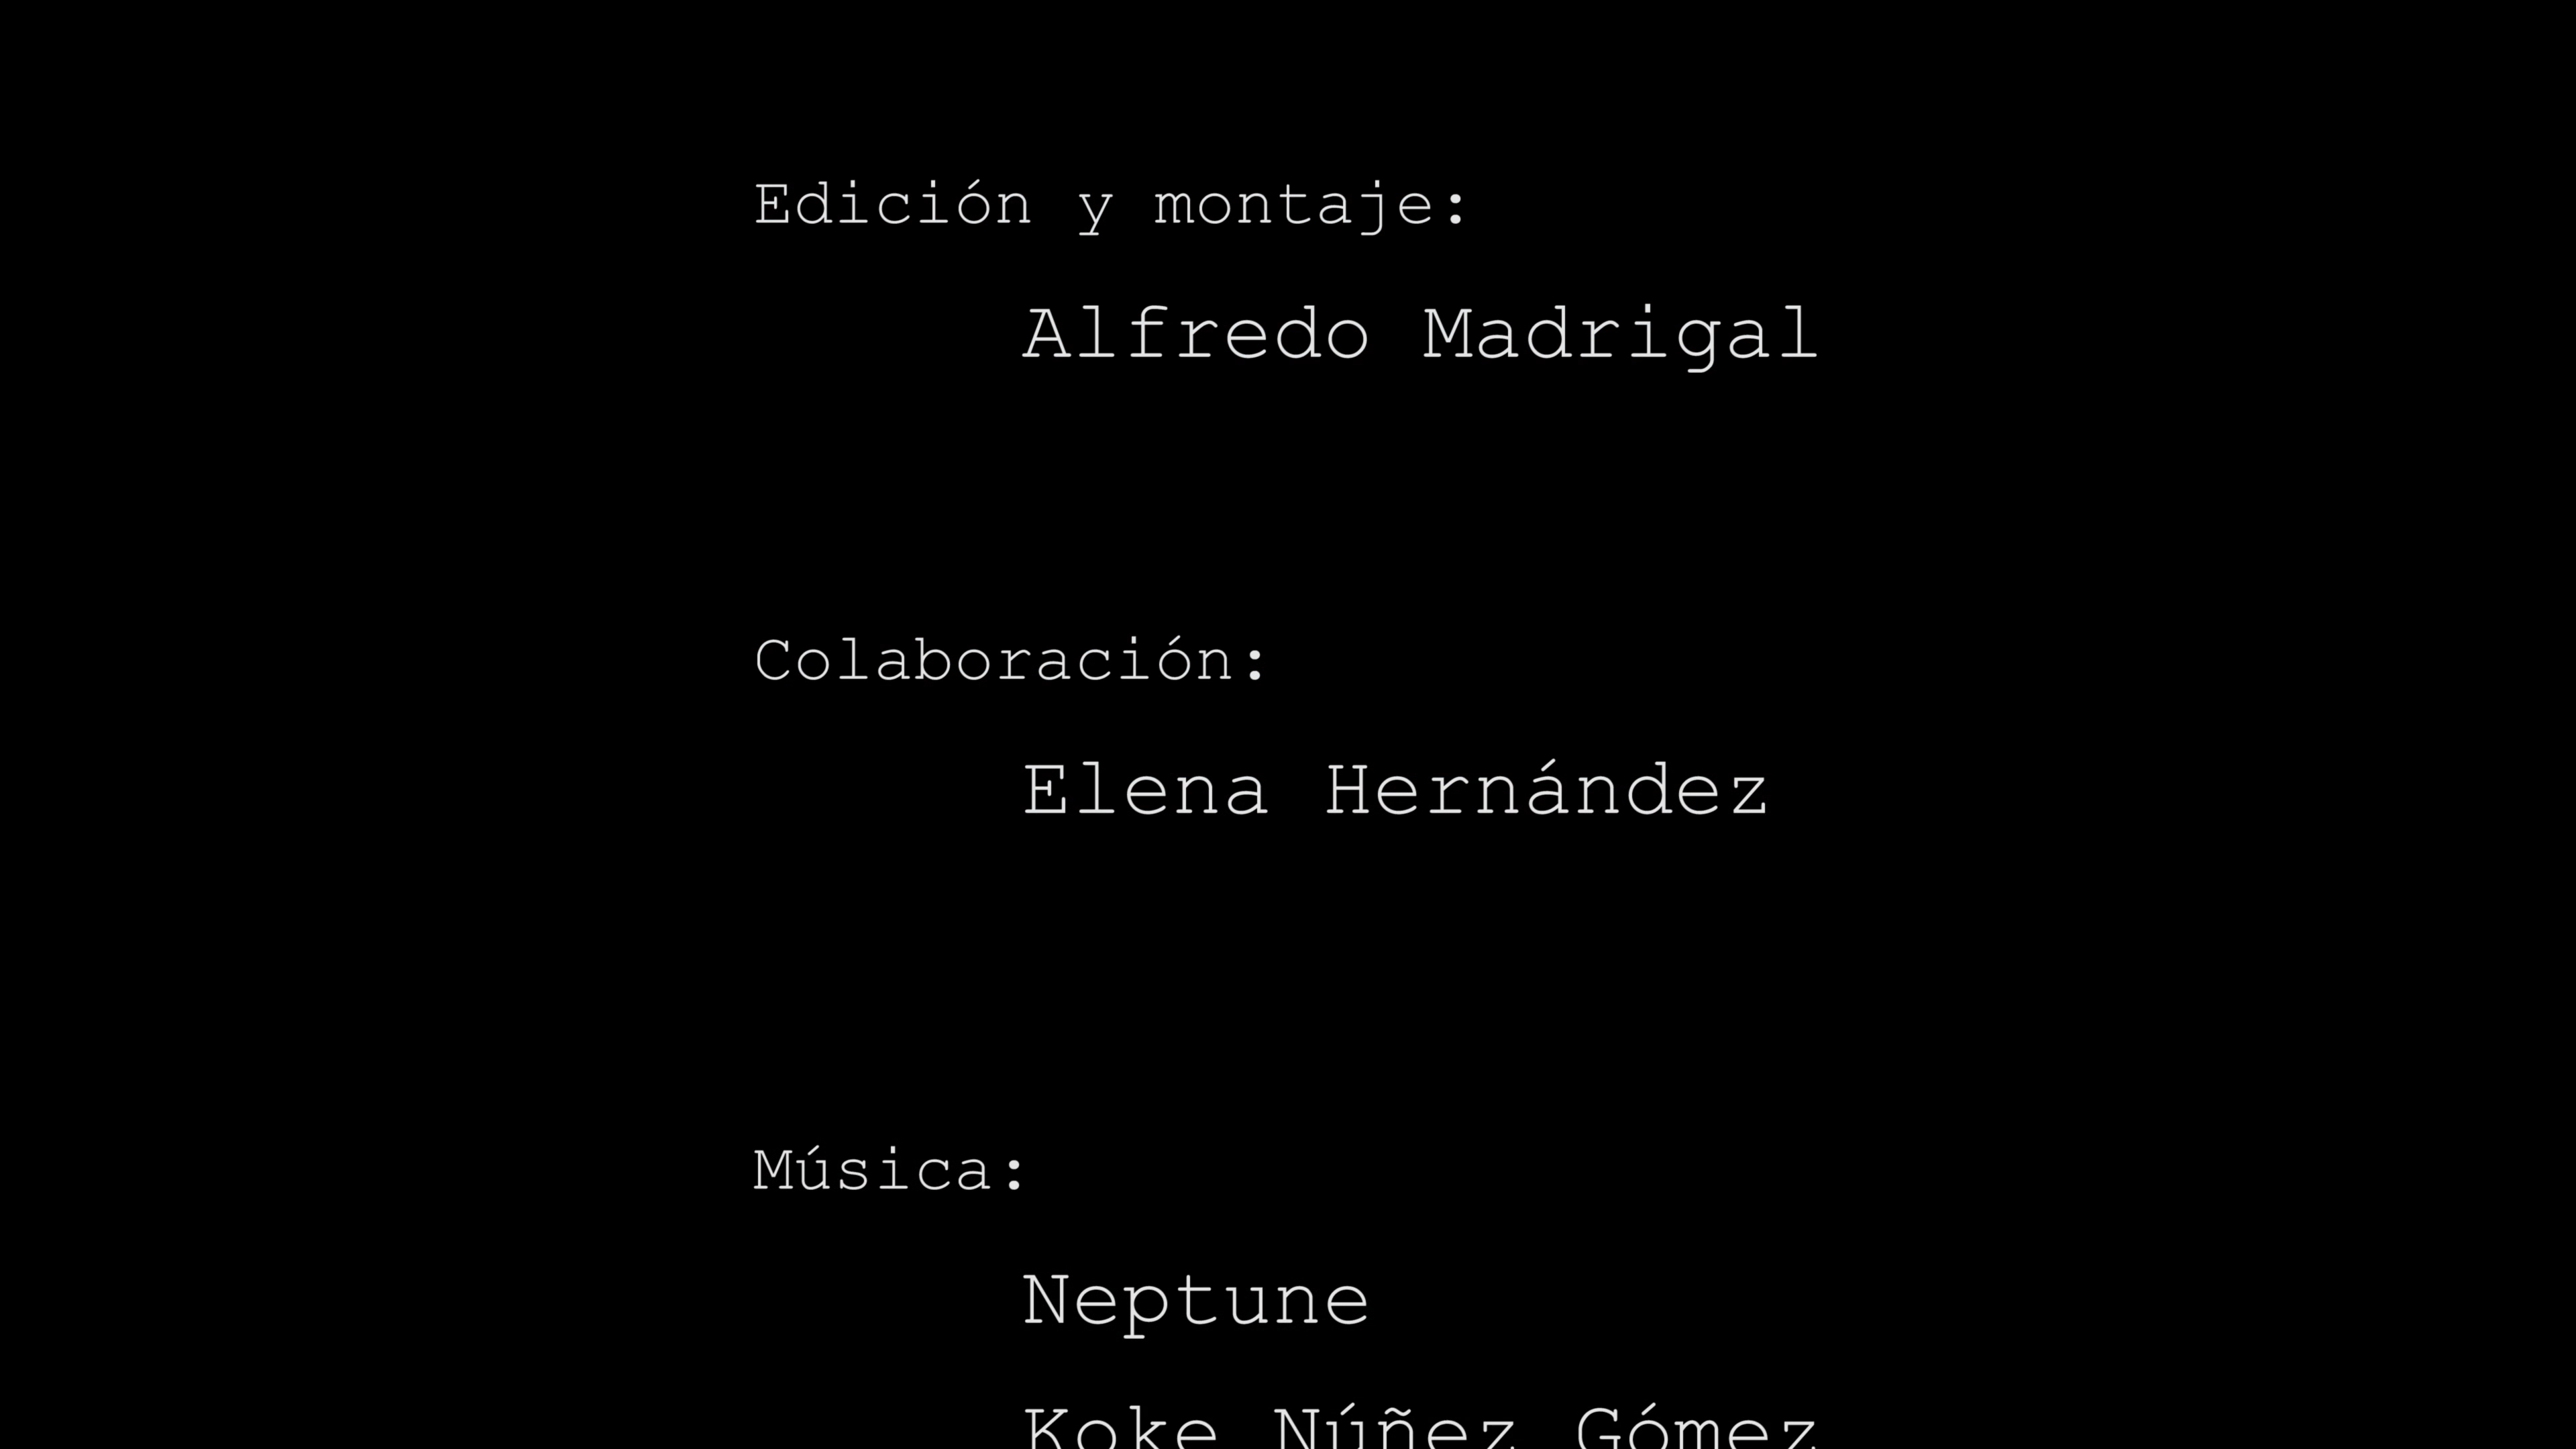 Edición y montaje:
Alfredo Madrigal
Colaboración:
Elena Hernández
Música:
Neptune
Koke Núñez Gómez